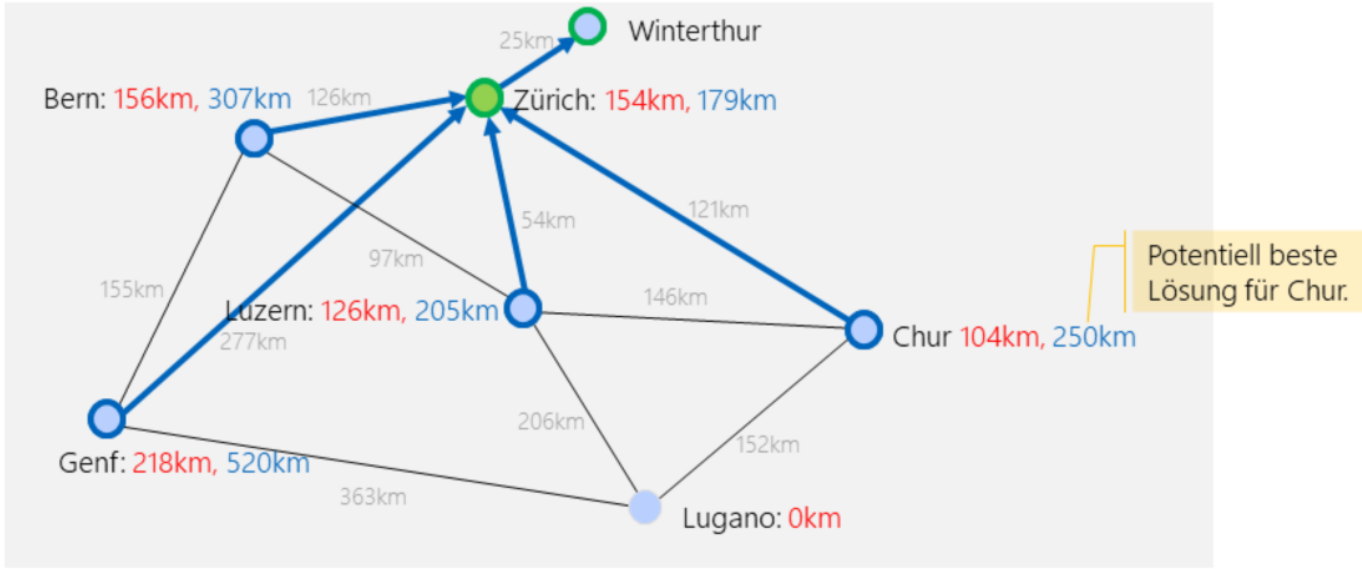 Winterthur
25km
Bern: 156km, 307km
126km
Zürich: 154km, 179km
121km
54km
97km
155km
Luzern: 126km, 205km
146km
277km
Chur 104km, 250km
Potentiell beste
Lösung für Chur.
206km
152km
Genf: 218km, 520km
363km
Lugano: 0km